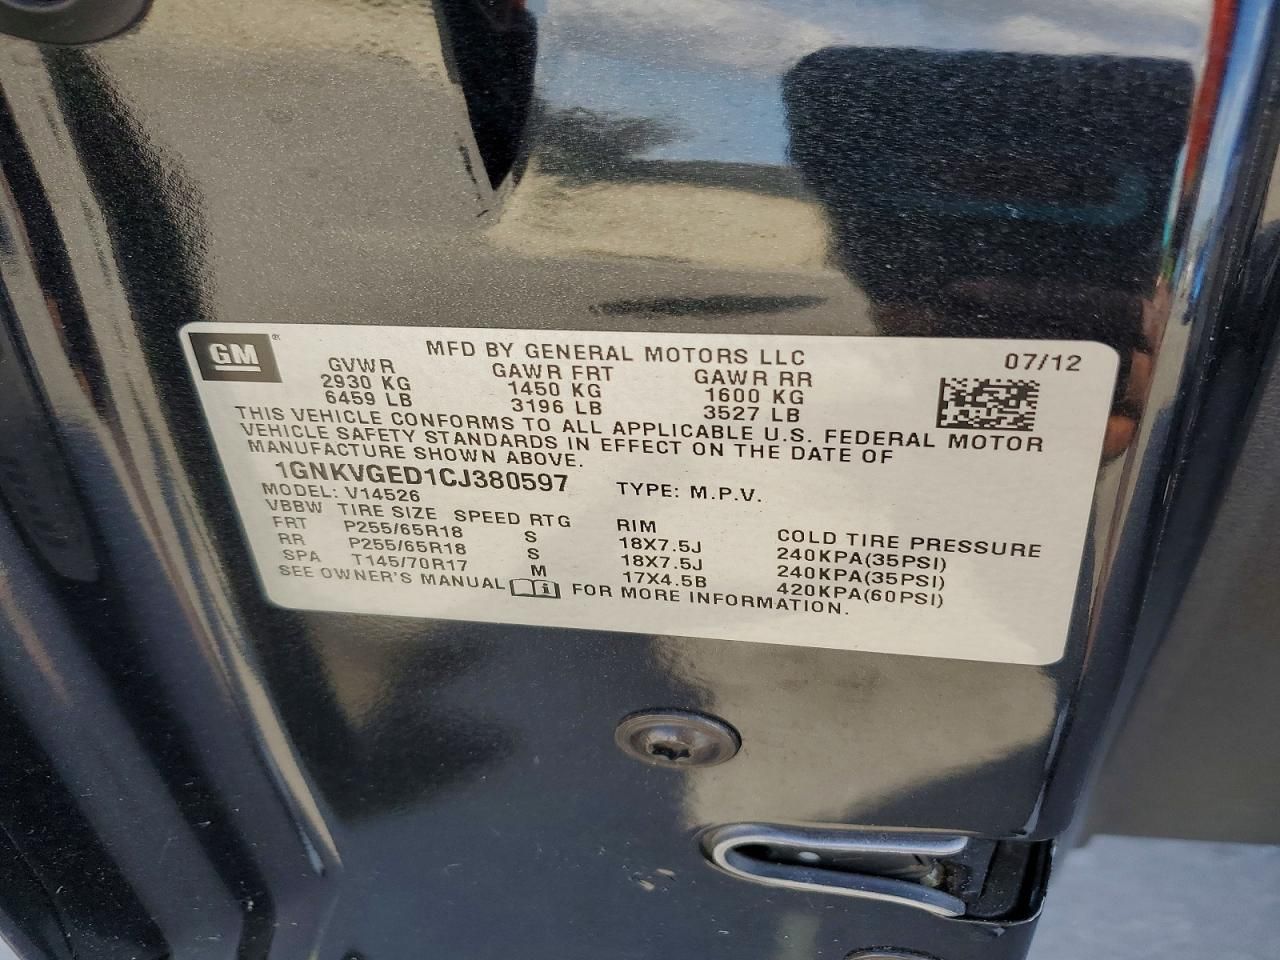 GM®
MFD BY GENERAL MOTORS LLC 07/12
GVWR GAWR FRT GAWR RR
2930 KG 1450 KG 1600 KG
6459 LB 3196 LB 3527 LB
THIS VEHICLE CONFORMS TO ALL APPLICABLE U.S. FEDERAL MOTOR
VEHICLE SAFETY STANDARDS IN EFFECT ON THE DATE OF
MANUFACTURE SHOWN ABOVE.
1GNKVGED1CJ380597 TYPE: M.P.V.
MODEL: V14526
VBBW TIRE SIZE SPEED RTG RIM COLD TIRE PRESSURE
FRT P255/65R18 S 18X7.5J 240KPA(35PSI)
RR P255/65R18 S 18X7.5J 240KPA(35PSI)
SPA T145/70R17 M 17X4.5B 420KPA(60PSI)
SEE OWNER'S MANUAL FOR MORE INFORMATION.